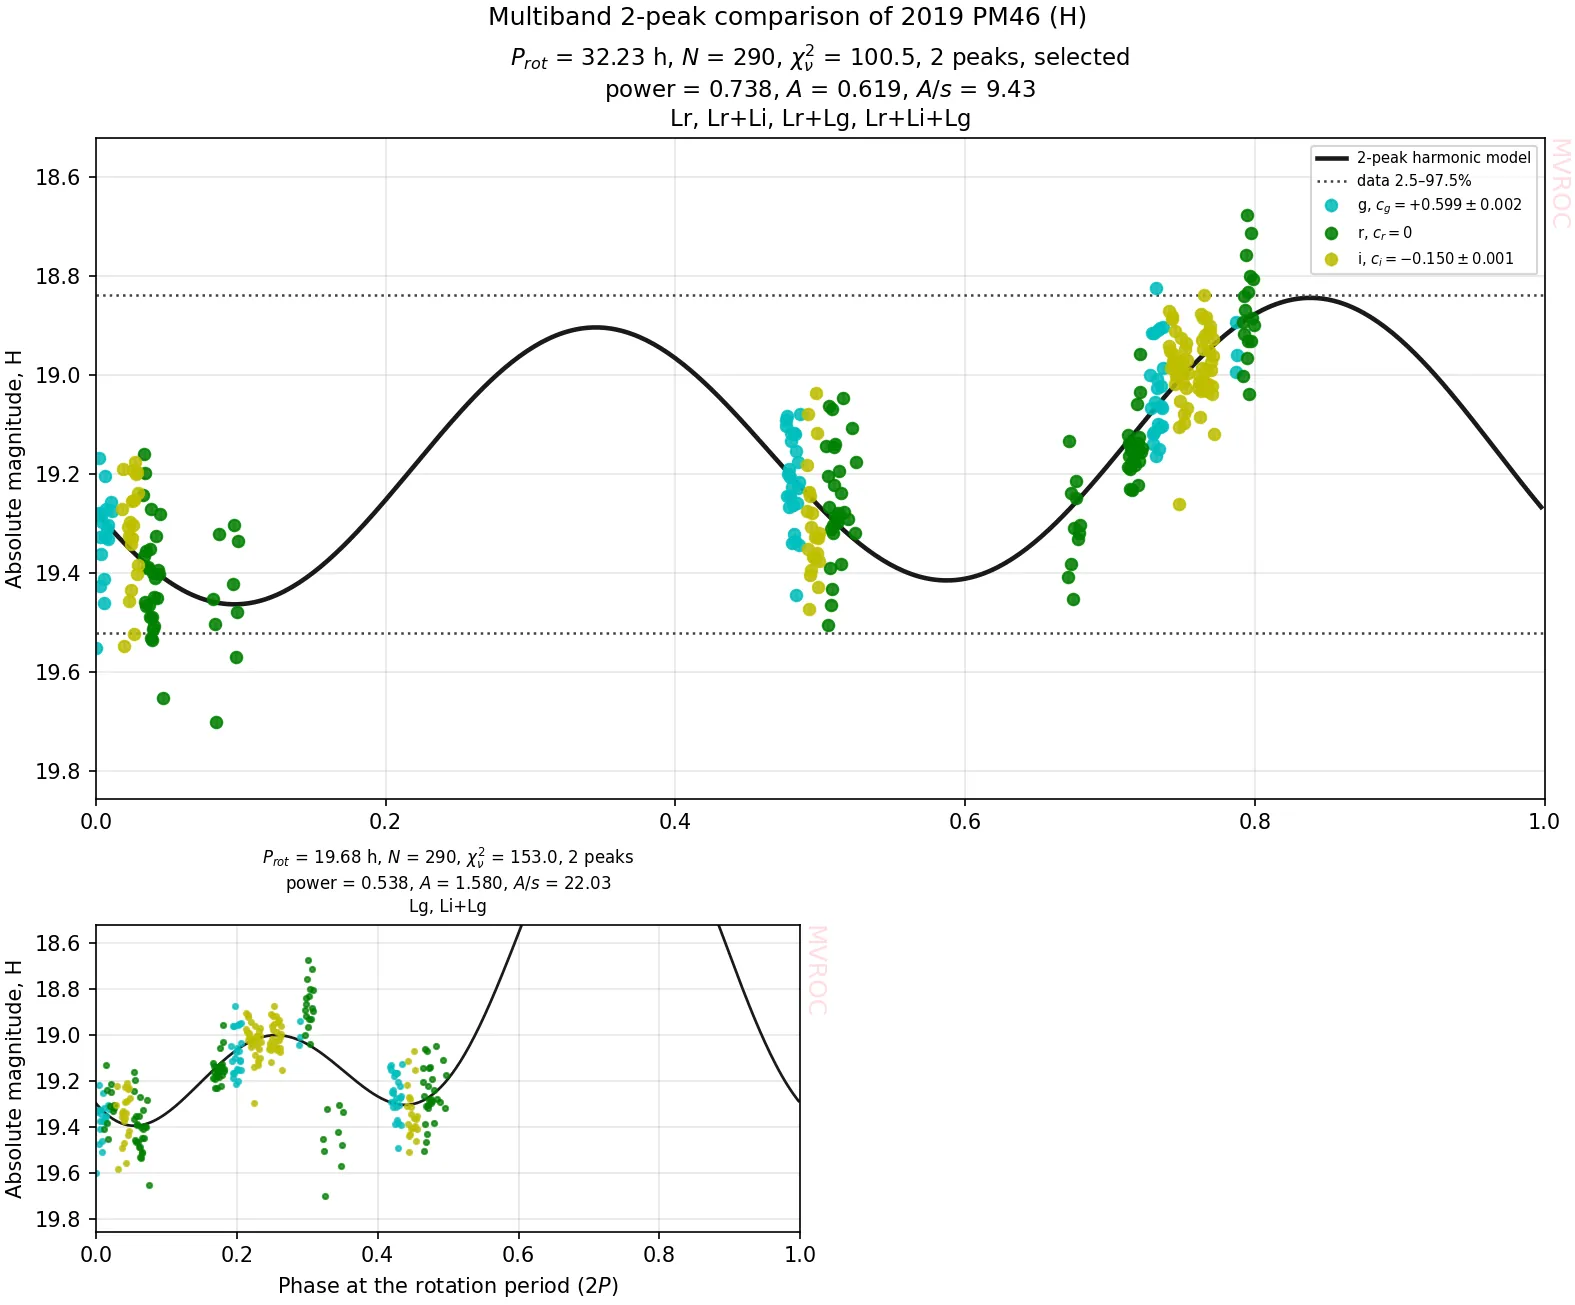 Multiband 2-peak comparison of 2019 PM46 (H)
P_rot = 32.23 h, N = 290, χ²_ν = 100.5, 2 peaks, selected
power = 0.738, A = 0.619, A/s = 9.43
Lr, Lr+Li, Lr+Lg, Lr+Li+Lg
2-peak harmonic model
data 2.5–97.5%
g, c_g = +0.599 ± 0.002
r, c_r = 0
i, c_i = −0.150 ± 0.001
MVROC
Absolute magnitude, H
18.6
18.8
19.0
19.2
19.4
19.6
19.8
0.0 0.2 0.4 0.6 0.8 1.0
P_rot = 19.68 h, N = 290, χ²_ν = 153.0, 2 peaks
power = 0.538, A = 1.580, A/s = 22.03
Lg, Li+Lg
MVROC
Absolute magnitude, H
18.6
18.8
19.0
19.2
19.4
19.6
19.8
0.0 0.2 0.4 0.6 0.8 1.0
Phase at the rotation period (2P)